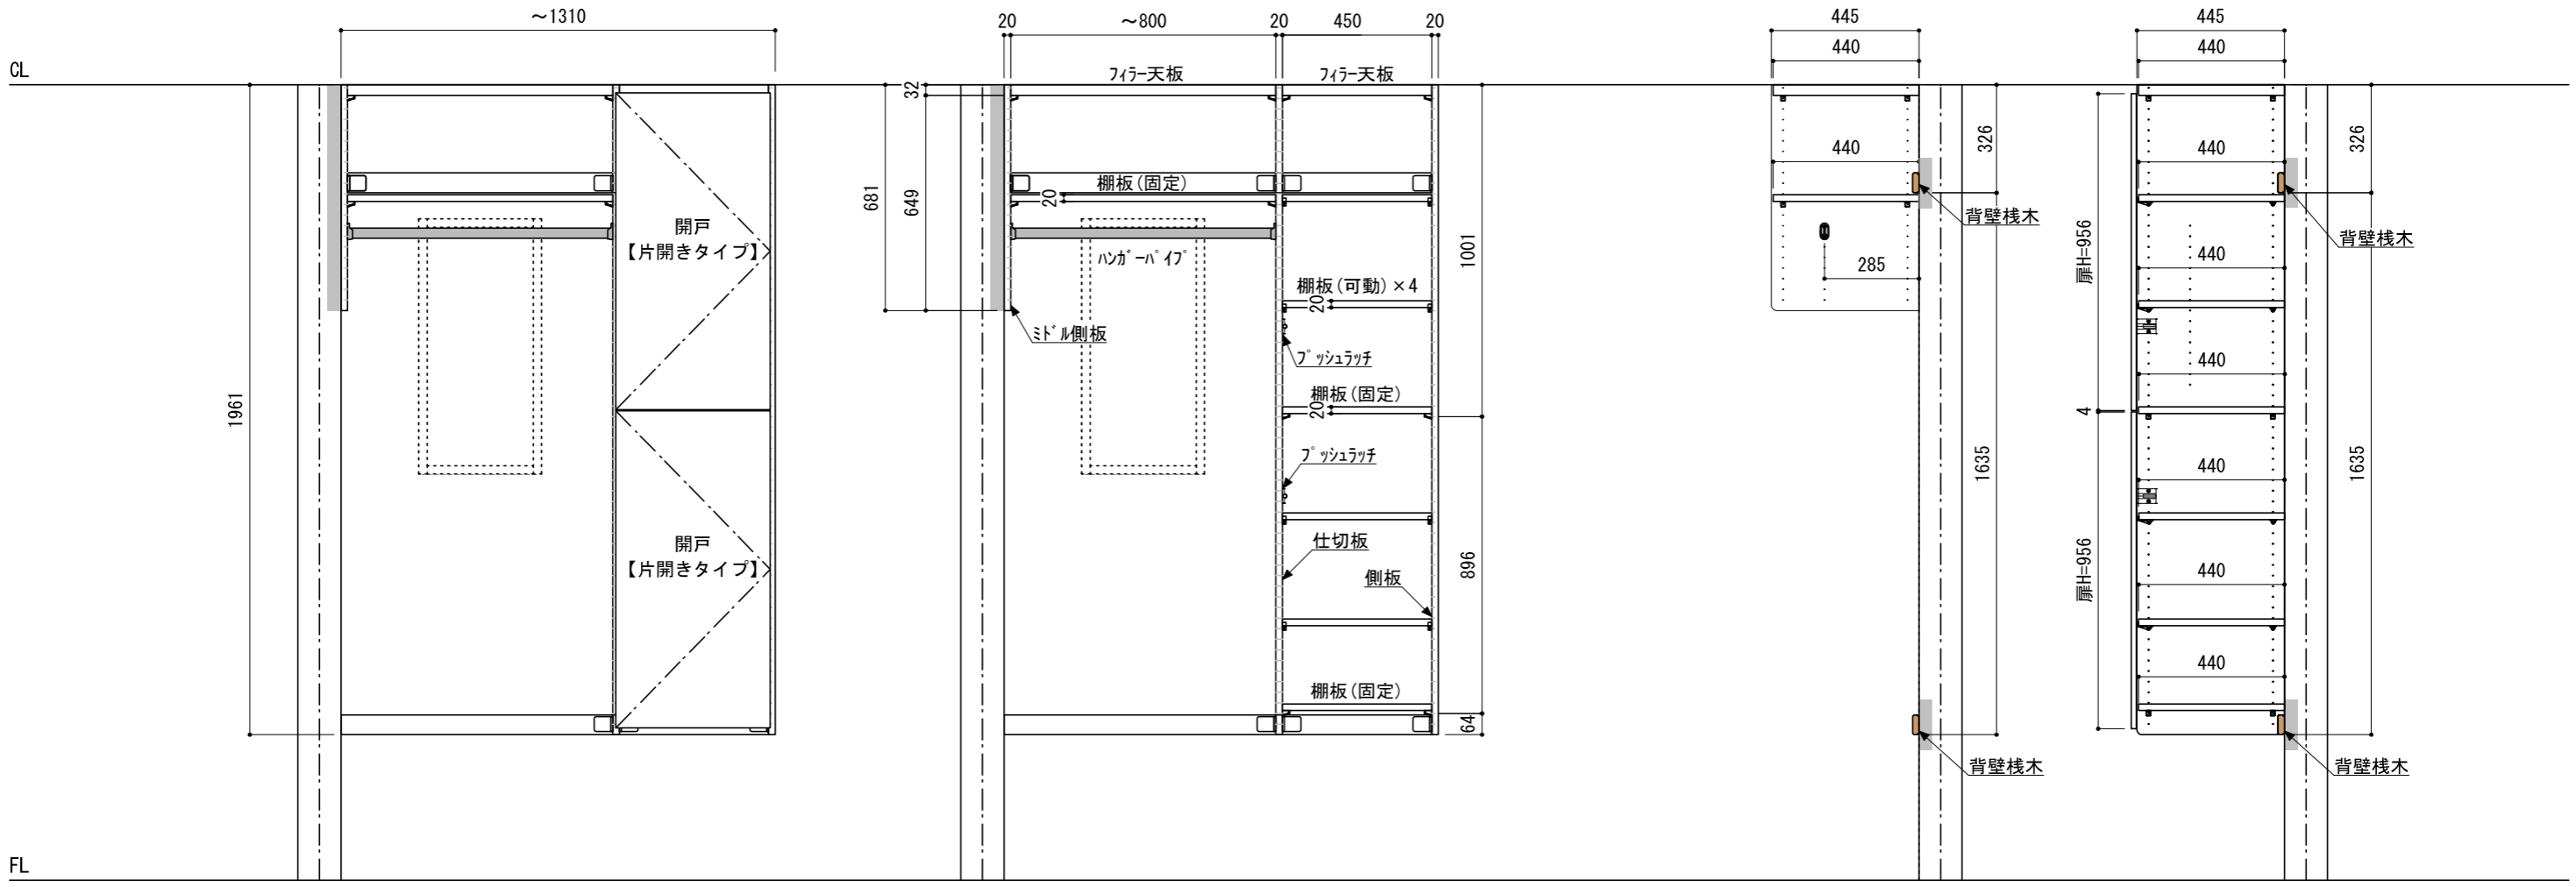 ～1310
CL
1961
開戸
【片開きタイプ】
開戸
【片開きタイプ】
FL
20
～800
20
450
20
フィラー天板
フィラー天板
32
681
649
棚板(固定)
20
ハンガーパイプ
ミドル側板
1001
棚板(可動)×4
20
プッシュラッチ
棚板(固定)
20
プッシュラッチ
仕切板
896
側板
棚板(固定)
64
445
440
326
440
背壁桟木
285
1635
背壁桟木
445
440
326
440
背壁桟木
扉H=956
440
440
4
440
1635
扉H=956
440
440
背壁桟木